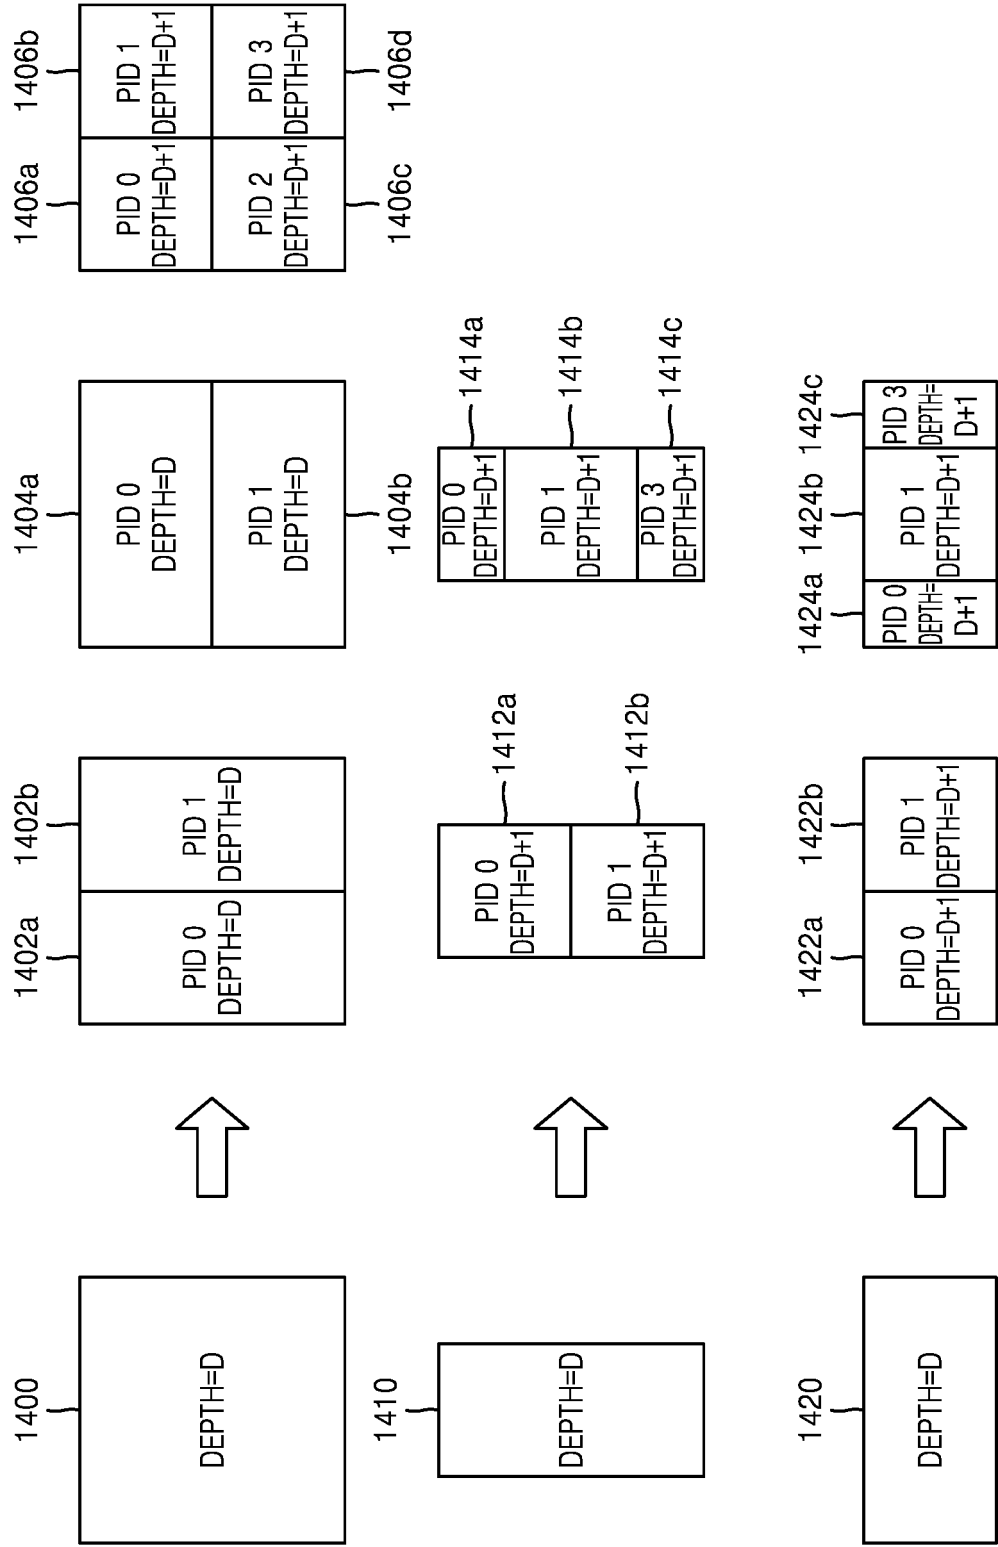 1400
DEPTH=D
1402a
1402b
PID 0
DEPTH=D
PID 1
DEPTH=D
1404a
PID 0
DEPTH=D
PID 1
DEPTH=D
1404b
1406a
1406b
PID 0
DEPTH=D+1
PID 1
DEPTH=D+1
PID 2
DEPTH=D+1
PID 3
DEPTH=D+1
1406c
1406d
1410
DEPTH=D
PID 0
DEPTH=D+1
1412a
PID 1
DEPTH=D+1
1412b
PID 0
DEPTH=D+1
1414a
PID 1
DEPTH=D+1
1414b
PID 3
DEPTH=D+1
1414c
1420
DEPTH=D
1422a
1422b
PID 0
DEPTH=D+1
PID 1
DEPTH=D+1
1424a
1424b
1424c
PID 0
DEPTH=
D+1
PID 1
DEPTH=D+1
PID 3
DEPTH=
D+1